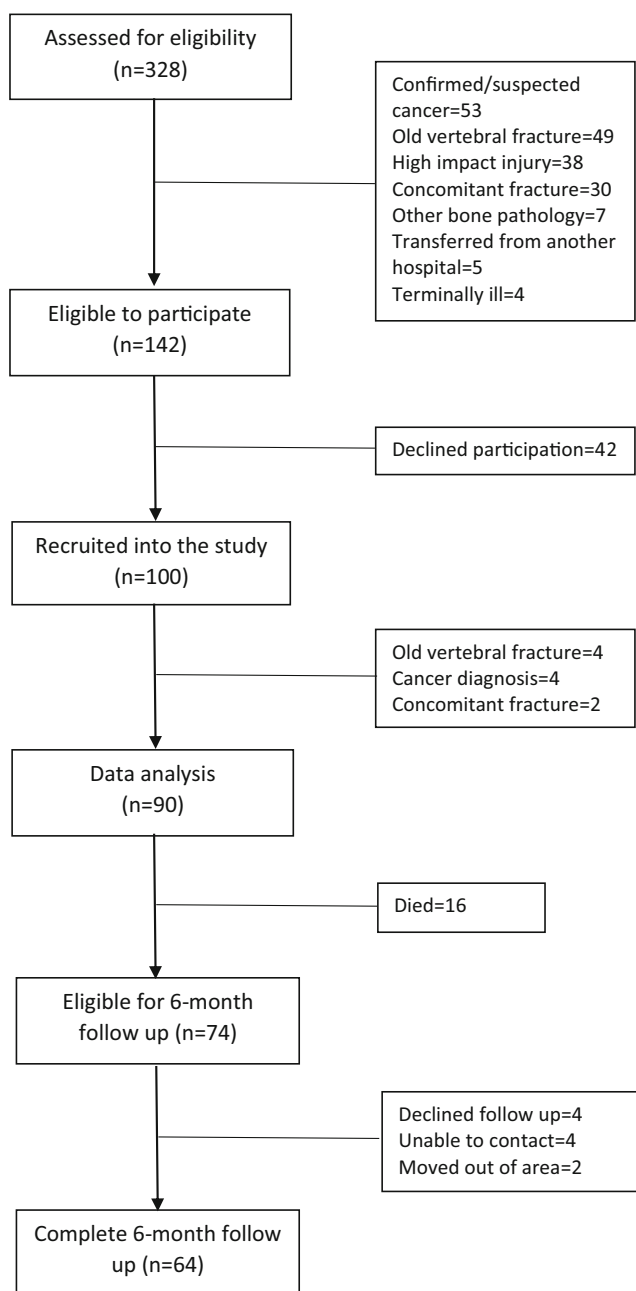 Assessed for eligibility
(n=328)
Confirmed/suspected
cancer=53
Old vertebral fracture=49
High impact injury=38
Concomitant fracture=30
Other bone pathology=7
Transferred from another
hospital=5
Terminally ill=4
Eligible to participate
(n=142)
Declined participation=42
Recruited into the study
(n=100)
Old vertebral fracture=4
Cancer diagnosis=4
Concomitant fracture=2
Data analysis
(n=90)
Died=16
Eligible for 6-month
follow up (n=74)
Declined follow up=4
Unable to contact=4
Moved out of area=2
Complete 6-month follow
up (n=64)